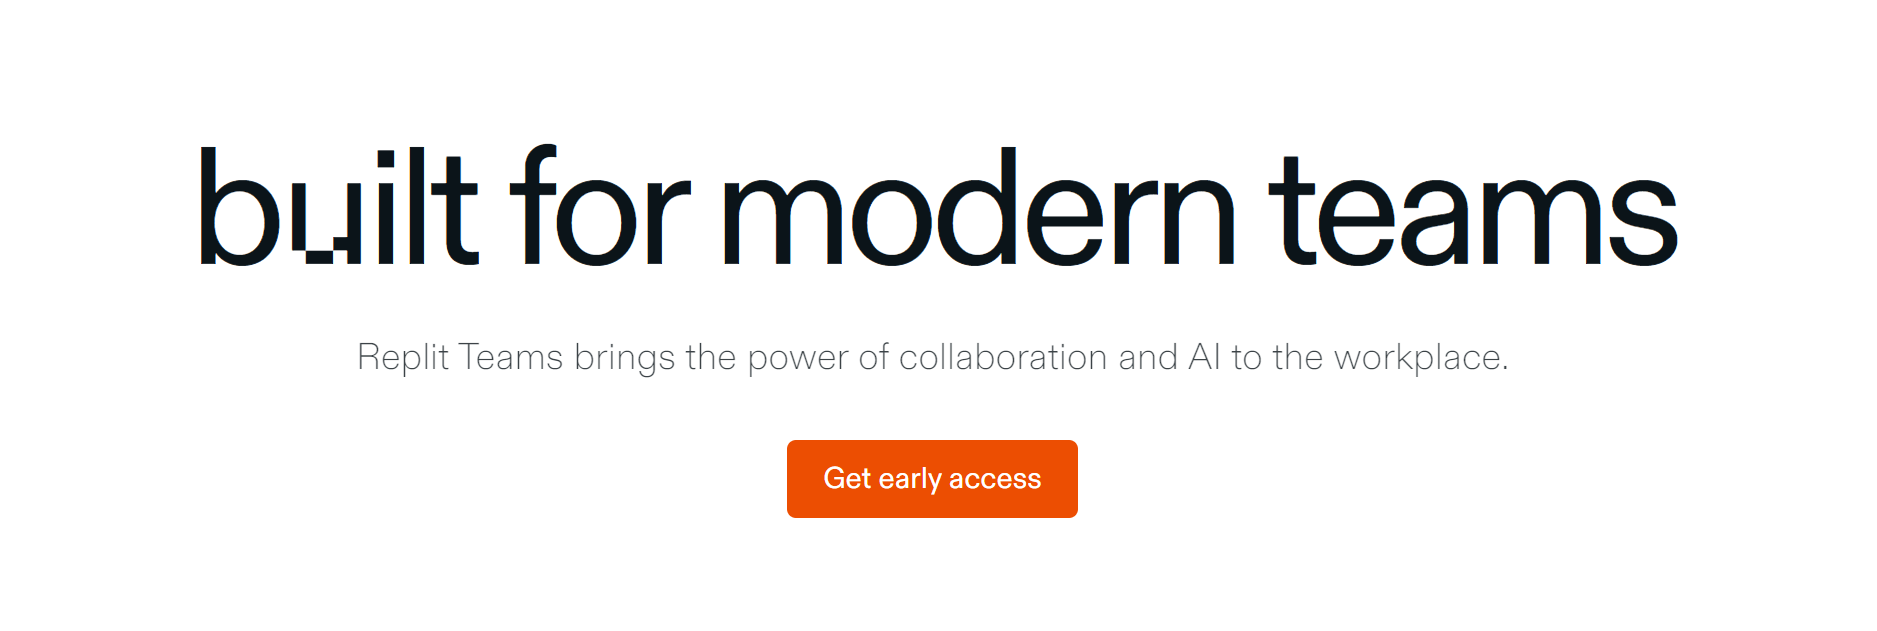 built for modern teams
Replit Teams brings the power of collaboration and AI to the workplace.
Get early access